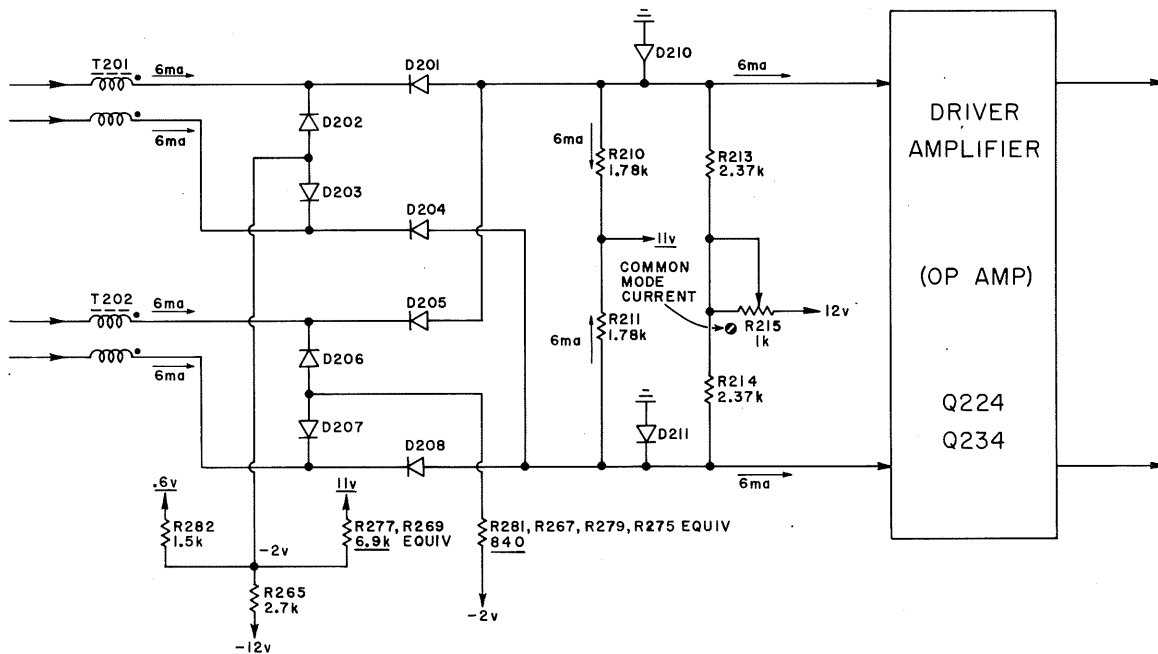 D210
T201
6ma
D201
6ma
DRIVER
AMPLIFIER
(OP AMP)
Q224
Q234
6ma
D202
D203
D204
6ma
R210
1.78k
R213
2.37k
11v
COMMON
MODE
CURRENT
12v
R215
1k
T202
6ma
D205
6ma
R211
1.78k
6ma
D206
D207
D208
R214
2.37k
D211
6ma
.6v
11v
R282
1.5k
R277, R269
6.9k EQUIV
R281, R267, R279, R275 EQUIV
840
-2v
R265
2.7k
-12v
-2v